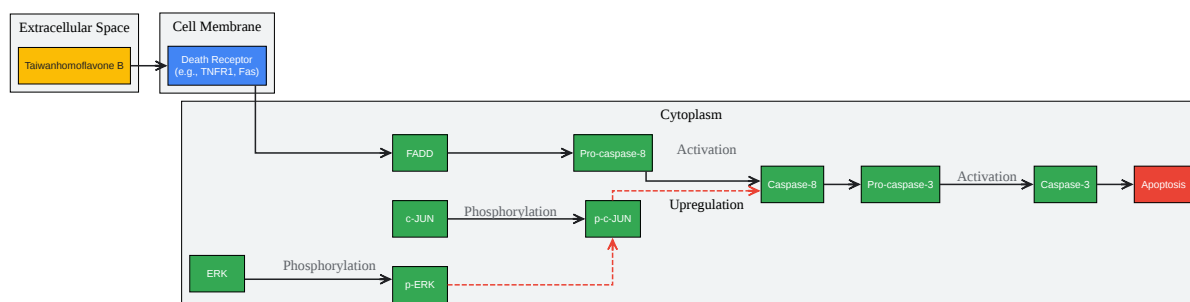 Extracellular Space
Cell Membrane
Taiwanhomoflavone B
Death Receptor
(e.g., TNFR1, Fas)
Cytoplasm
FADD
Pro-caspase-8
Activation
Caspase-8
Pro-caspase-3
Activation
Caspase-3
Apoptosis
Upregulation
c-JUN
Phosphorylation
p-c-JUN
ERK
Phosphorylation
p-ERK